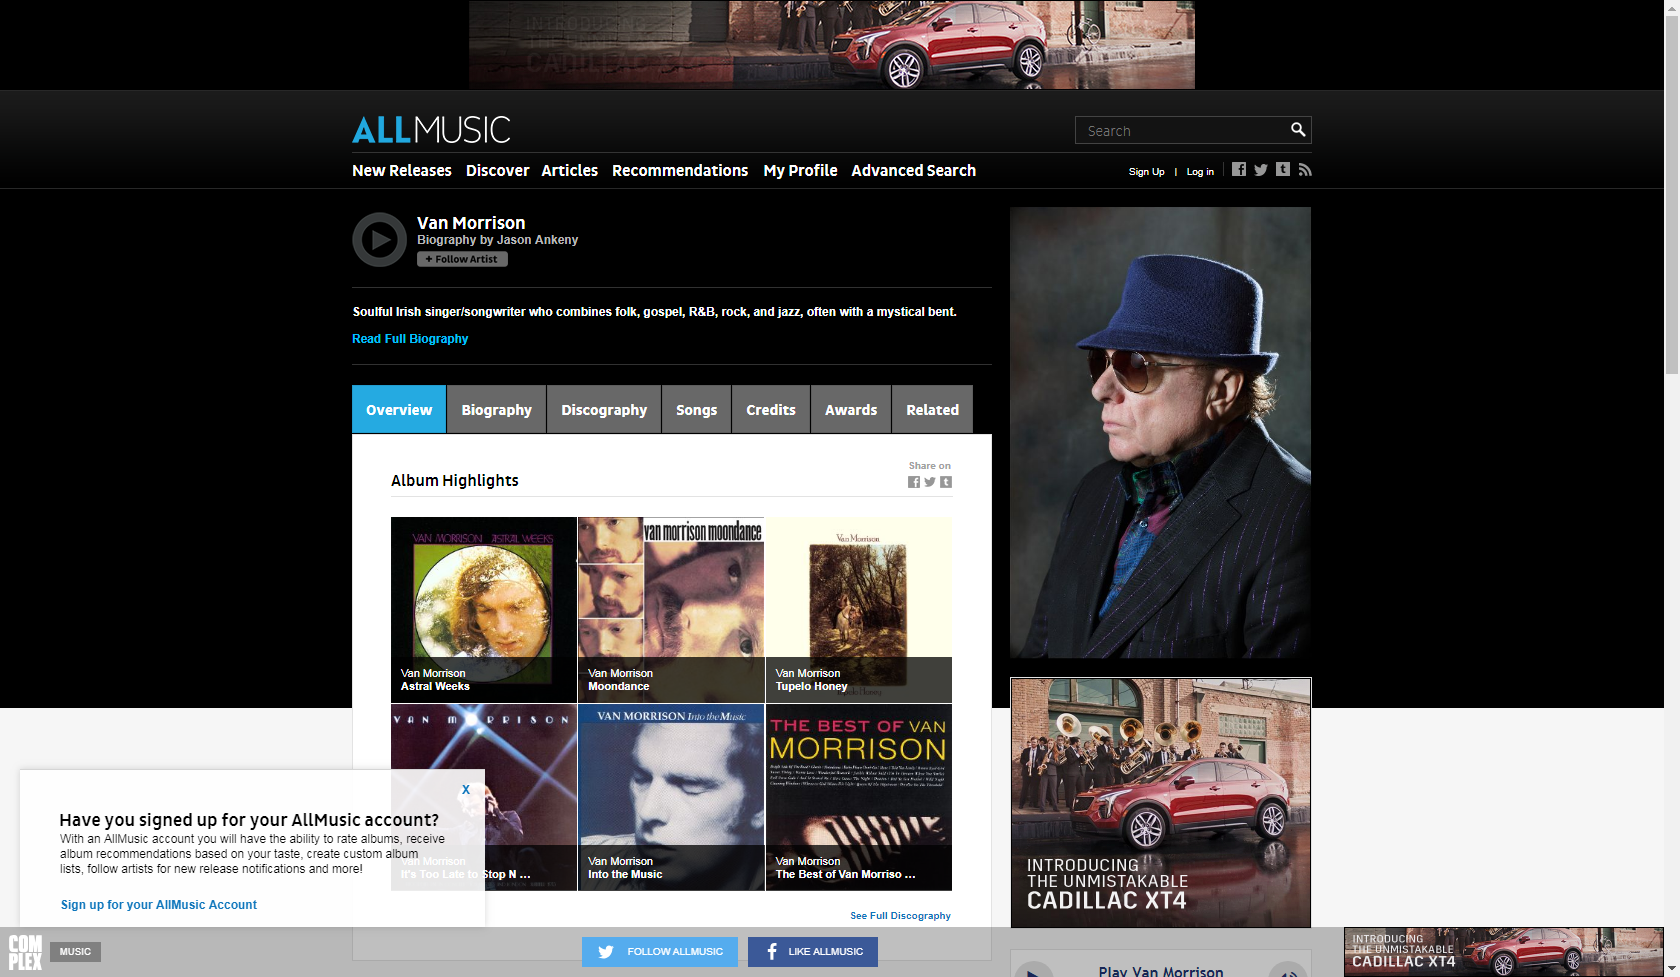 INTRODUCING
CADILLAC XT4
ALLMUSIC
Search
New Releases Discover Articles Recommendations My Profile Advanced Search
Sign Up | Log in
Van Morrison
Biography by Jason Ankeny
+ Follow Artist
Soulful Irish singer/songwriter who combines folk, gospel, R&B, rock, and jazz, often with a mystical bent.
Read Full Biography
Overview Biography Discography Songs Credits Awards Related
Album Highlights
Share on
VAN MORRISON ASTRAL WEEKS
Van Morrison
Astral Weeks
van morrison moondance
Van Morrison
Moondance
Van Morrison
Van Morrison
Tupelo Honey
Tupelo Honey
VAN MORRISON
Van Morrison
It's Too Late to Stop N ...
VAN MORRISON Into the Music
Van Morrison
Into the Music
THE BEST OF VAN
MORRISON
Van Morrison
The Best of Van Morriso ...
See Full Discography
INTRODUCING
THE UNMISTAKABLE
CADILLAC XT4
Play Van Morrison
X
Have you signed up for your AllMusic account?
With an AllMusic account you will have the ability to rate albums, receive
album recommendations based on your taste, create custom album
lists, follow artists for new release notifications and more!
Sign up for your AllMusic Account
COM
PLEX
MUSIC
FOLLOW ALLMUSIC
LIKE ALLMUSIC
INTRODUCING
THE UNMISTAKABLE
CADILLAC XT4